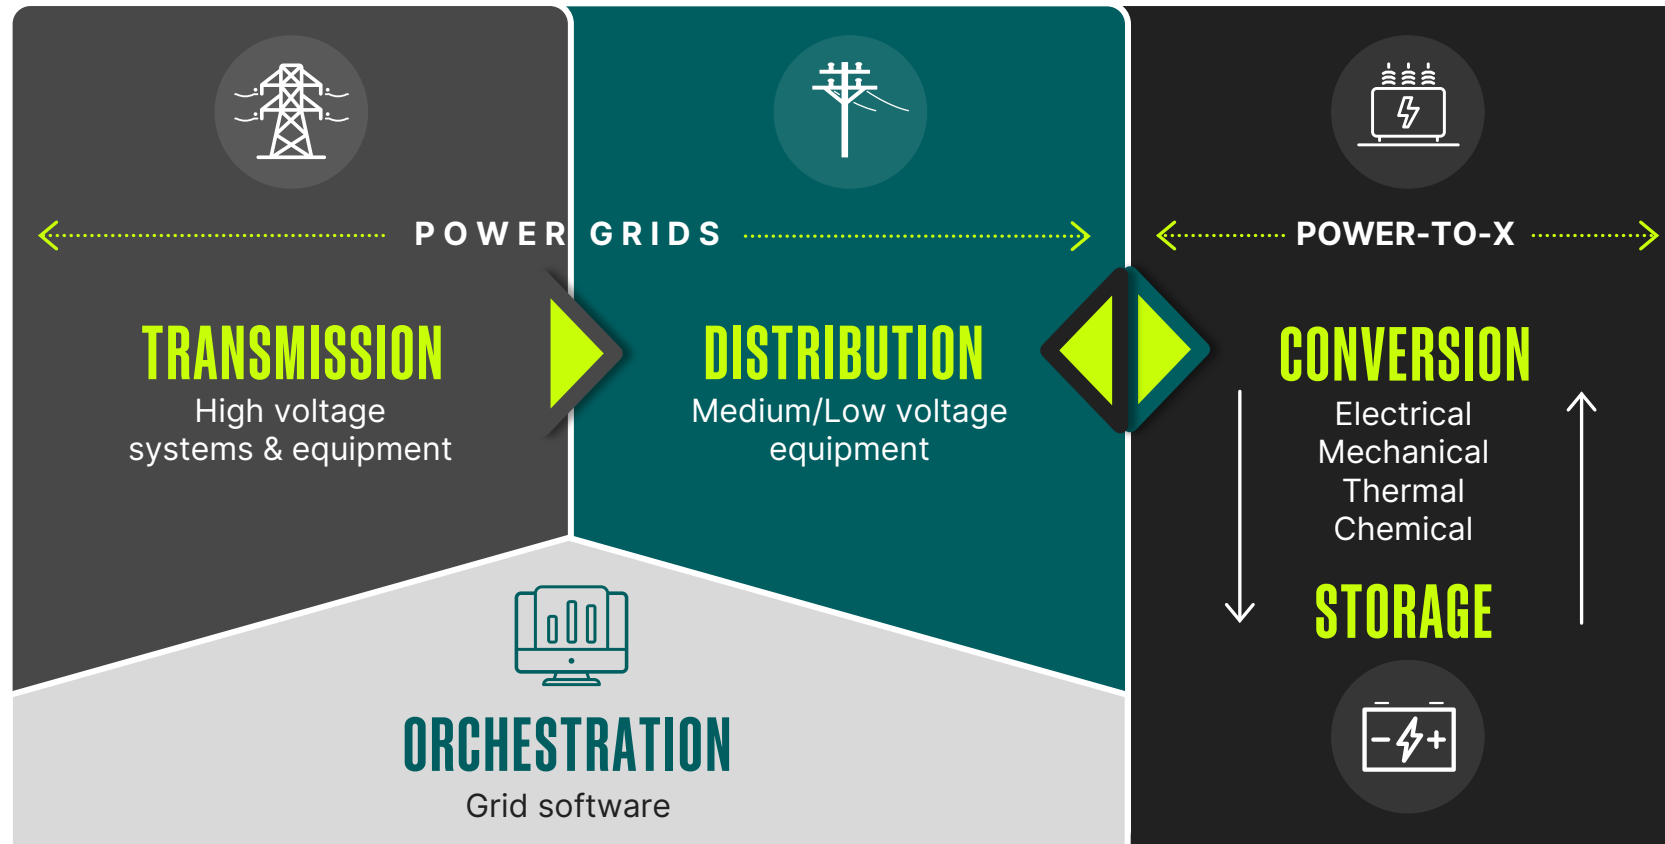 POWER GRIDS
TRANSMISSION
High voltage
systems & equipment
DISTRIBUTION
Medium/Low voltage
equipment
ORCHESTRATION
Grid software
POWER-TO-X
CONVERSION
Electrical
Mechanical
Thermal
Chemical
STORAGE